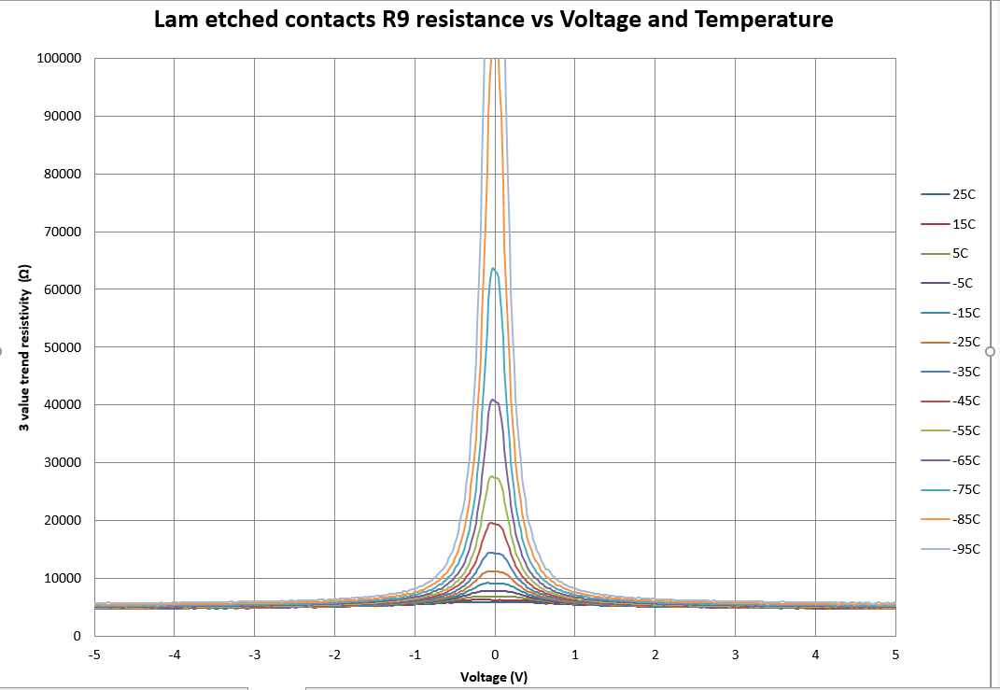 Lam etched contacts R9 resistance vs Voltage and Temperature
100000
90000
80000
70000
60000
50000
40000
30000
20000
10000
0
3 value trend resistivity (Ω)
-5
-4
-3
-2
-1
0
1
2
3
4
5
Voltage (V)
25C
15C
5C
-5C
-15C
-25C
-35C
-45C
-55C
-65C
-75C
-85C
-95C